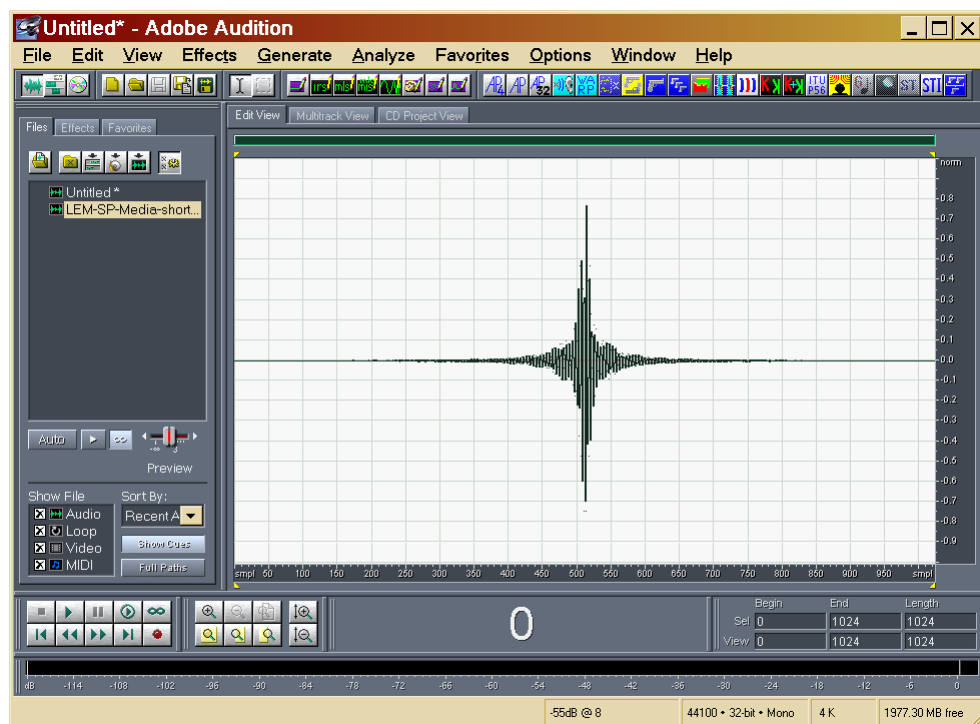 Untitled* - Adobe Audition
File Edit View Effects Generate Analyze Favorites Options Window Help
Edit View Multitrack View CD Project View
Files Effects Favorites
norm
Untitled *
LEM-SP-Media-short...
0.8
0.7
0.6
0.5
0.4
0.3
0.2
0.1
0.0
-0.1
-0.2
-0.3
-0.4
-0.5
-0.6
-0.7
-0.8
-0.9
Auto
Preview
Show File Sort By:
Audio Recent A
Loop
Video Show Cues
MIDI Full Paths
smpl 50 100 150 200 250 300 350 400 450 500 550 600 650 700 750 800 850 900 950 smpl
0
Begin End Length
Sel 0 1024 1024
View 0 1024 1024
dB -114 -108 -102 -96 -90 -84 -78 -72 -66 -60 -54 -48 -42 -36 -30 -24 -18 -12 -6 0
-55dB @ 8 44100 • 32-bit • Mono 4 K 1977.30 MB free